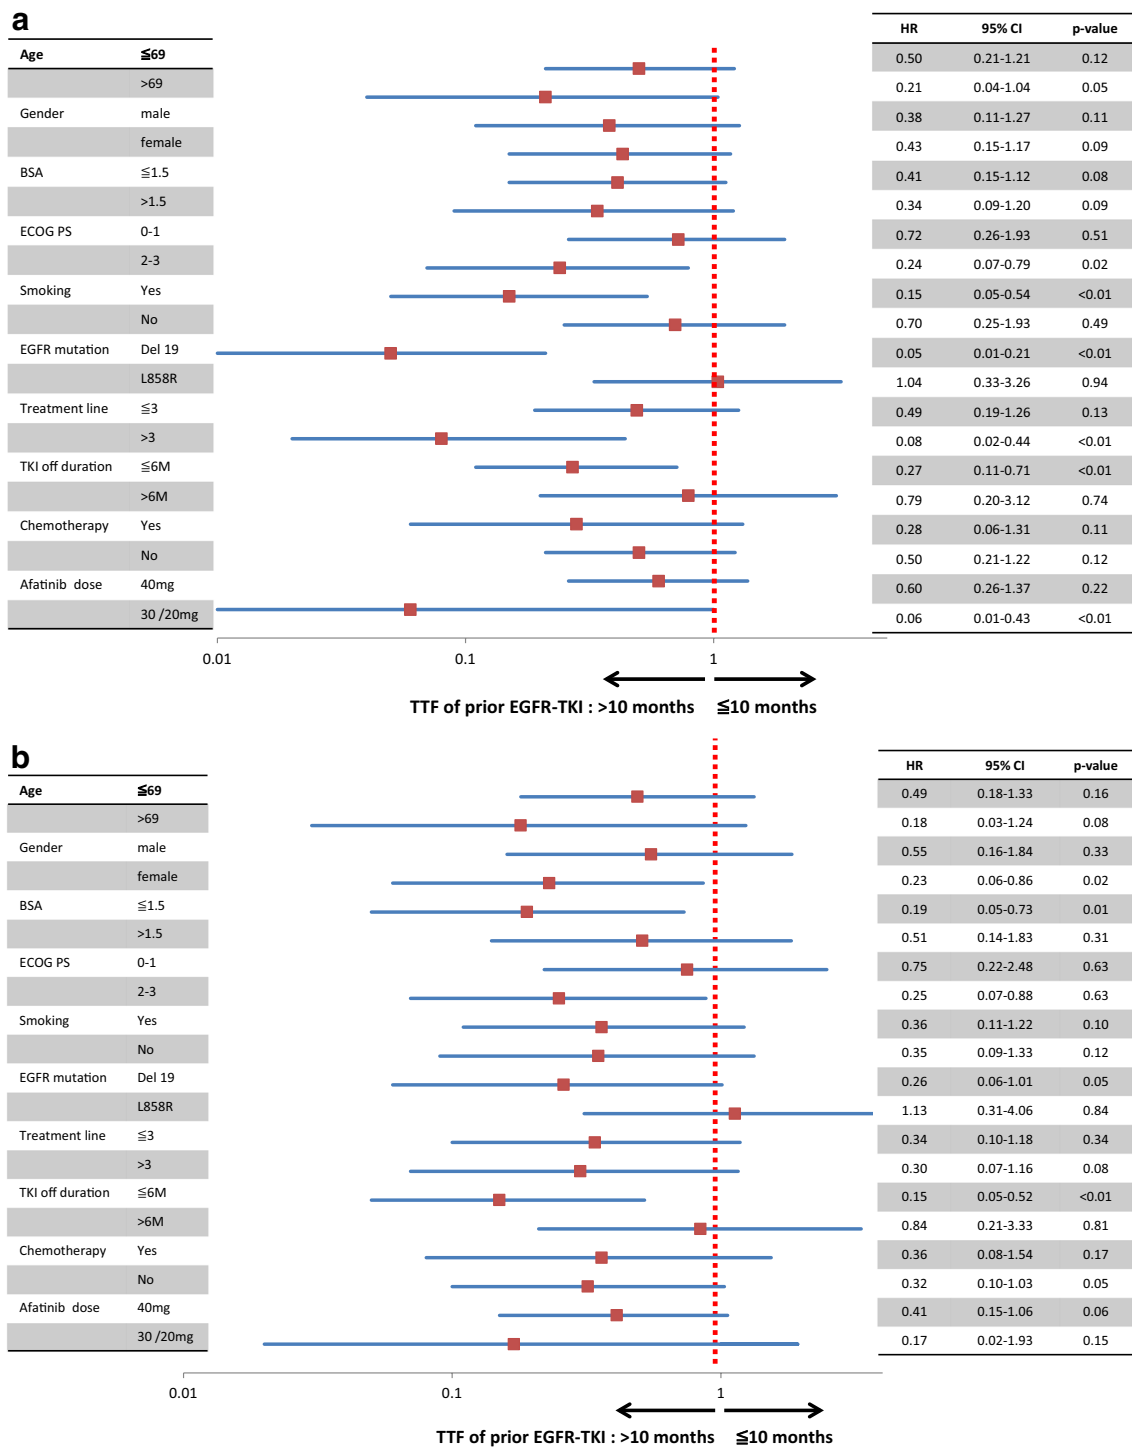 a
HR 95% CI p-value
Age ≦69 0.50 0.21-1.21 0.12
>69 0.21 0.04-1.04 0.05
Gender male 0.38 0.11-1.27 0.11
female 0.43 0.15-1.17 0.09
BSA ≦1.5 0.41 0.15-1.12 0.08
>1.5 0.34 0.09-1.20 0.09
ECOG PS 0-1 0.72 0.26-1.93 0.51
2-3 0.24 0.07-0.79 0.02
Smoking Yes 0.15 0.05-0.54 <0.01
No 0.70 0.25-1.93 0.49
EGFR mutation Del 19 0.05 0.01-0.21 <0.01
L858R 1.04 0.33-3.26 0.94
Treatment line ≦3 0.49 0.19-1.26 0.13
>3 0.08 0.02-0.44 <0.01
TKI off duration ≦6M 0.27 0.11-0.71 <0.01
>6M 0.79 0.20-3.12 0.74
Chemotherapy Yes 0.28 0.06-1.31 0.11
No 0.50 0.21-1.22 0.12
Afatinib dose 40mg 0.60 0.26-1.37 0.22
30 /20mg 0.06 0.01-0.43 <0.01
0.01 0.1 1
TTF of prior EGFR-TKI : >10 months ≦10 months
b
HR 95% CI p-value
Age ≦69 0.49 0.18-1.33 0.16
>69 0.18 0.03-1.24 0.08
Gender male 0.55 0.16-1.84 0.33
female 0.23 0.06-0.86 0.02
BSA ≦1.5 0.19 0.05-0.73 0.01
>1.5 0.51 0.14-1.83 0.31
ECOG PS 0-1 0.75 0.22-2.48 0.63
2-3 0.25 0.07-0.88 0.63
Smoking Yes 0.36 0.11-1.22 0.10
No 0.35 0.09-1.33 0.12
EGFR mutation Del 19 0.26 0.06-1.01 0.05
L858R 1.13 0.31-4.06 0.84
Treatment line ≦3 0.34 0.10-1.18 0.34
>3 0.30 0.07-1.16 0.08
TKI off duration ≦6M 0.15 0.05-0.52 <0.01
>6M 0.84 0.21-3.33 0.81
Chemotherapy Yes 0.36 0.08-1.54 0.17
No 0.32 0.10-1.03 0.05
Afatinib dose 40mg 0.41 0.15-1.06 0.06
30 /20mg 0.17 0.02-1.93 0.15
0.01 0.1 1
TTF of prior EGFR-TKI : >10 months ≦10 months